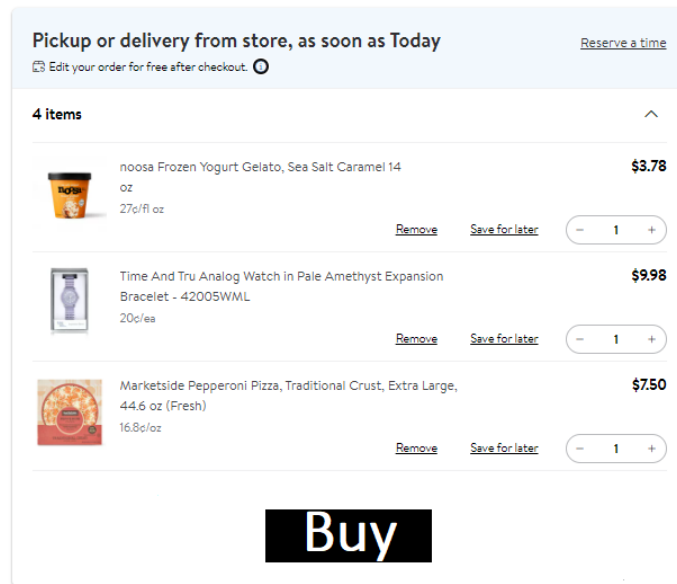 Pickup or delivery from store, as soon as Today
Reserve a time
Edit your order for free after checkout.
4 items
noosa Frozen Yogurt Gelato, Sea Salt Caramel 14
oz
$3.78
27¢/fl oz
Remove Save for later − 1 +
Time And Tru Analog Watch in Pale Amethyst Expansion
Bracelet - 42005WML
$9.98
20¢/ea
Remove Save for later − 1 +
Marketside Pepperoni Pizza, Traditional Crust, Extra Large,
44.6 oz (Fresh)
$7.50
16.8¢/oz
Remove Save for later − 1 +
Buy
noosa